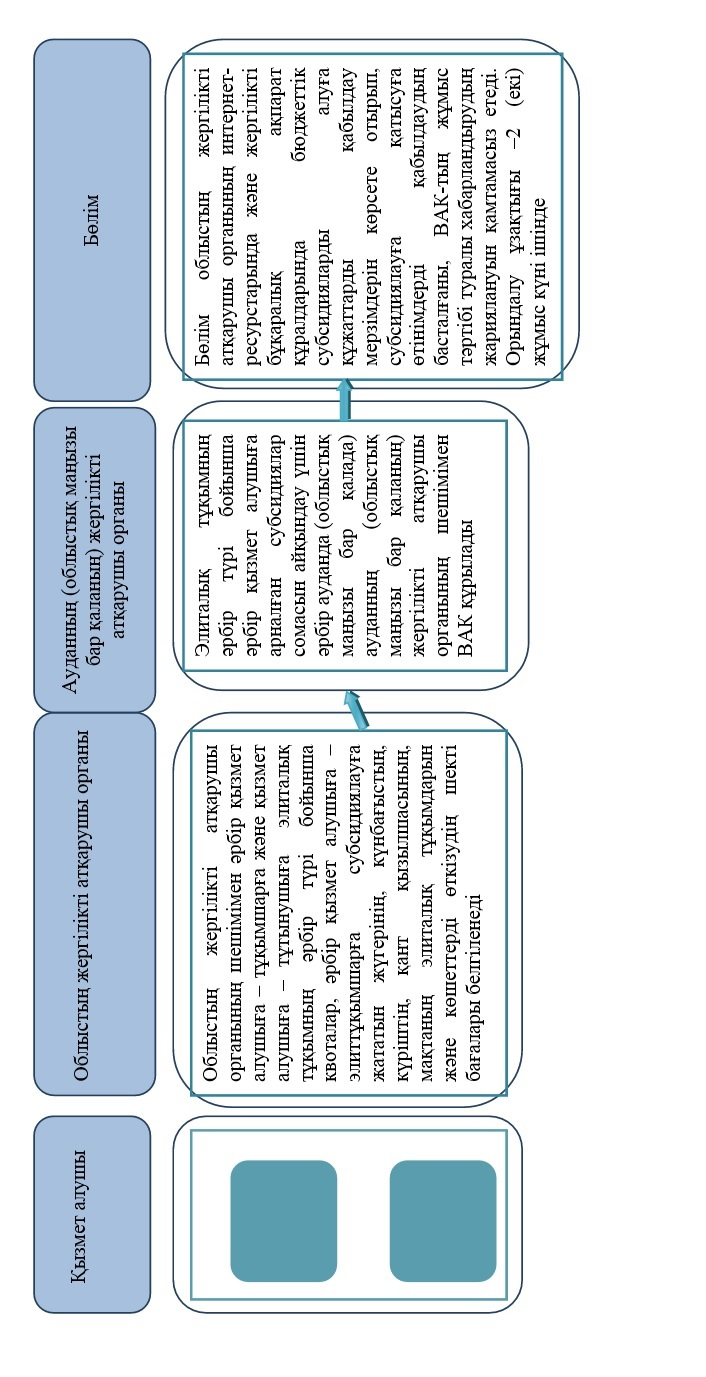 Қызмет алушы
Облыстың жергілікті атқарушы органы
Ауданның (облыстық маңызы
бар қаланың) жергілікті
атқарушы органы
Бөлім
Облыстың жергілікті атқарушы
органының шешімімен әрбір қызмет
алушыға – тұқымшарға және қызмет
алушыға – тұтынушыға элиталық
тұқымның әрбір түрі бойынша
квоталар, әрбір қызмет алушыға –
элиттұқымшарға субсидиялауға
жататын жүгерінің, күнбағыстың,
күріштің, қант қызылшасының,
мақтаның элиталық тұқымдарын
және көшеттерді өткізудің шекті
бағалары белгіленеді
Элиталық тұқымның
әрбір түрі бойынша
әрбір қызмет алушыға
арналған субсидиялар
сомасын айқындау үшін
әрбір ауданда (облыстық
маңызы бар қалада)
ауданның (облыстық
маңызы бар қаланың)
жергілікті атқарушы
органының шешімімен
ВАК құрылады
Бөлім облыстың жергілікті
атқарушы органының интернет-
ресурстарында және жергілікті
бұқаралық ақпарат
құралдарында бюджеттік
субсидияларды алуға
құжаттарды қабылдау
мерзімдерін көрсете отырып,
субсидиялауға қатысуға
өтінімдерді қабылдаудың
басталғаны, ВАК-тың жұмыс
тәртібі туралы хабарландырудың
жариялануын қамтамасыз етеді.
Орындалу ұзақтығы –2 (екі)
жұмыс күні ішінде